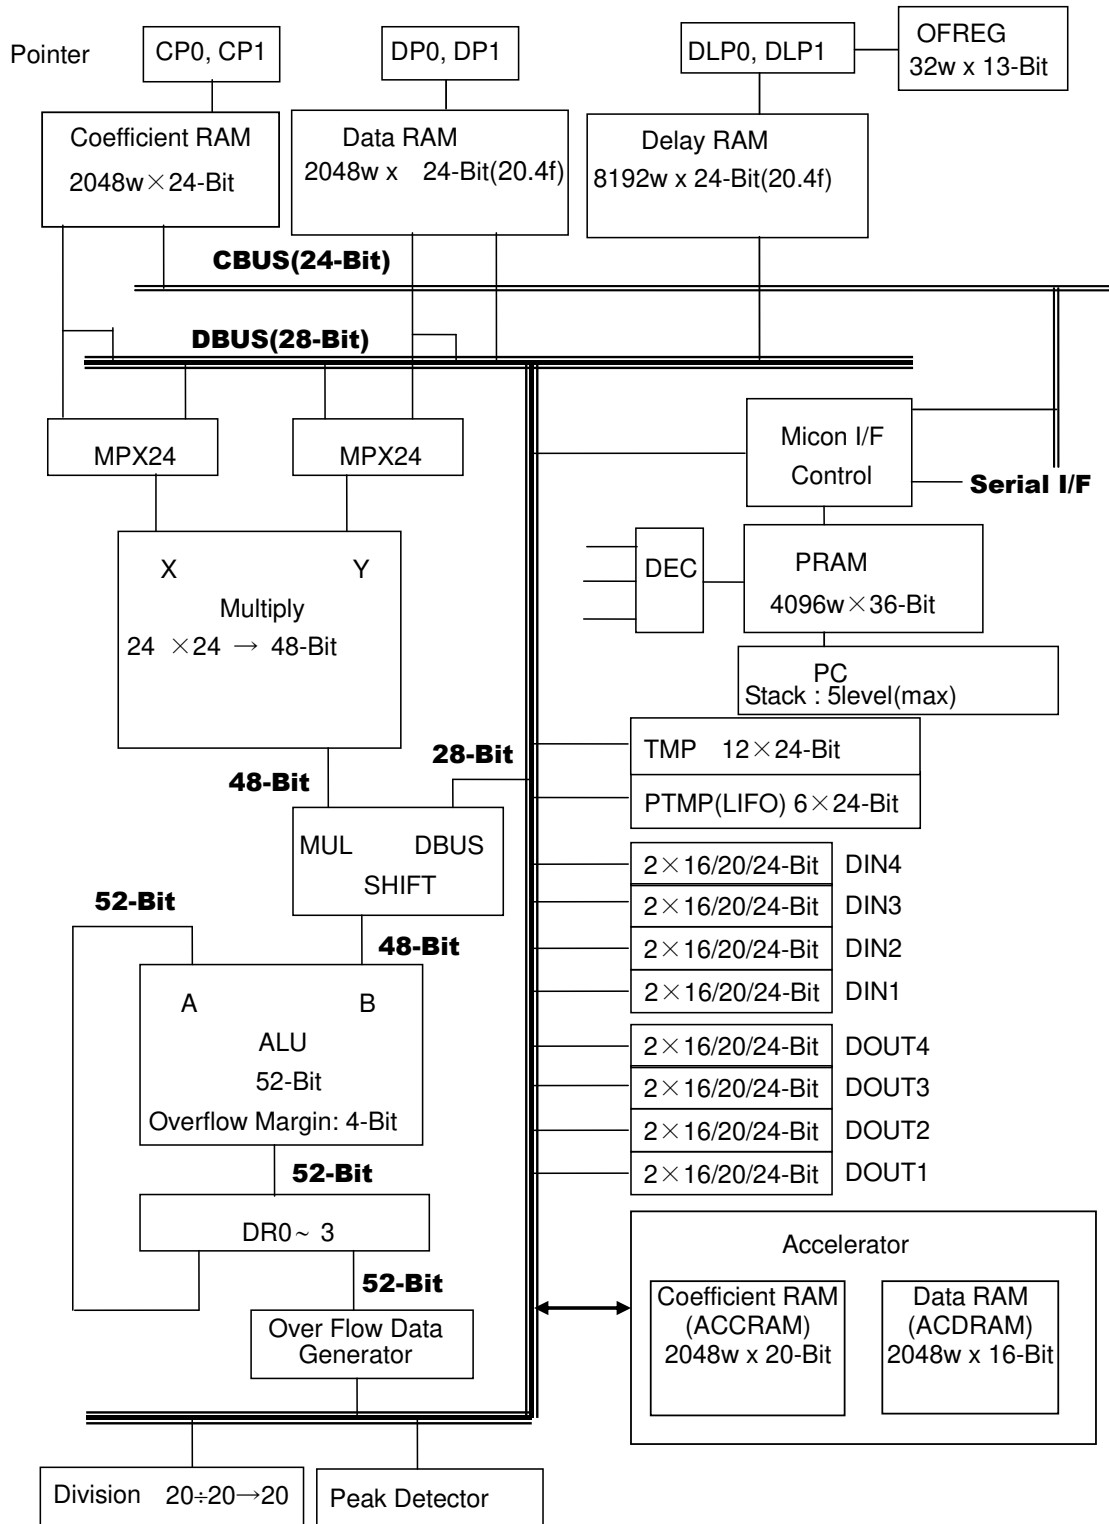 Pointer
CP0, CP1
DP0, DP1
DLP0, DLP1
OFREG
32w x 13-Bit
Coefficient RAM
2048w×24-Bit
Data RAM
2048w x 24-Bit(20.4f)
Delay RAM
8192w x 24-Bit(20.4f)
CBUS(24-Bit)
DBUS(28-Bit)
MPX24
MPX24
Micon I/F
Control
Serial I/F
X Y
Multiply
24 ×24 → 48-Bit
DEC
PRAM
4096w×36-Bit
PC
Stack : 5level(max)
28-Bit
48-Bit
TMP 12×24-Bit
PTMP(LIFO) 6×24-Bit
MUL DBUS
SHIFT
2×16/20/24-Bit DIN4
2×16/20/24-Bit DIN3
2×16/20/24-Bit DIN2
2×16/20/24-Bit DIN1
52-Bit
48-Bit
A B
ALU
52-Bit
Overflow Margin: 4-Bit
2×16/20/24-Bit DOUT4
2×16/20/24-Bit DOUT3
2×16/20/24-Bit DOUT2
2×16/20/24-Bit DOUT1
52-Bit
DR0~ 3
52-Bit
Over Flow Data
Generator
Accelerator
Coefficient RAM
(ACCRAM)
2048w x 20-Bit
Data RAM
(ACDRAM)
2048w x 16-Bit
Division 20÷20→20
Peak Detector